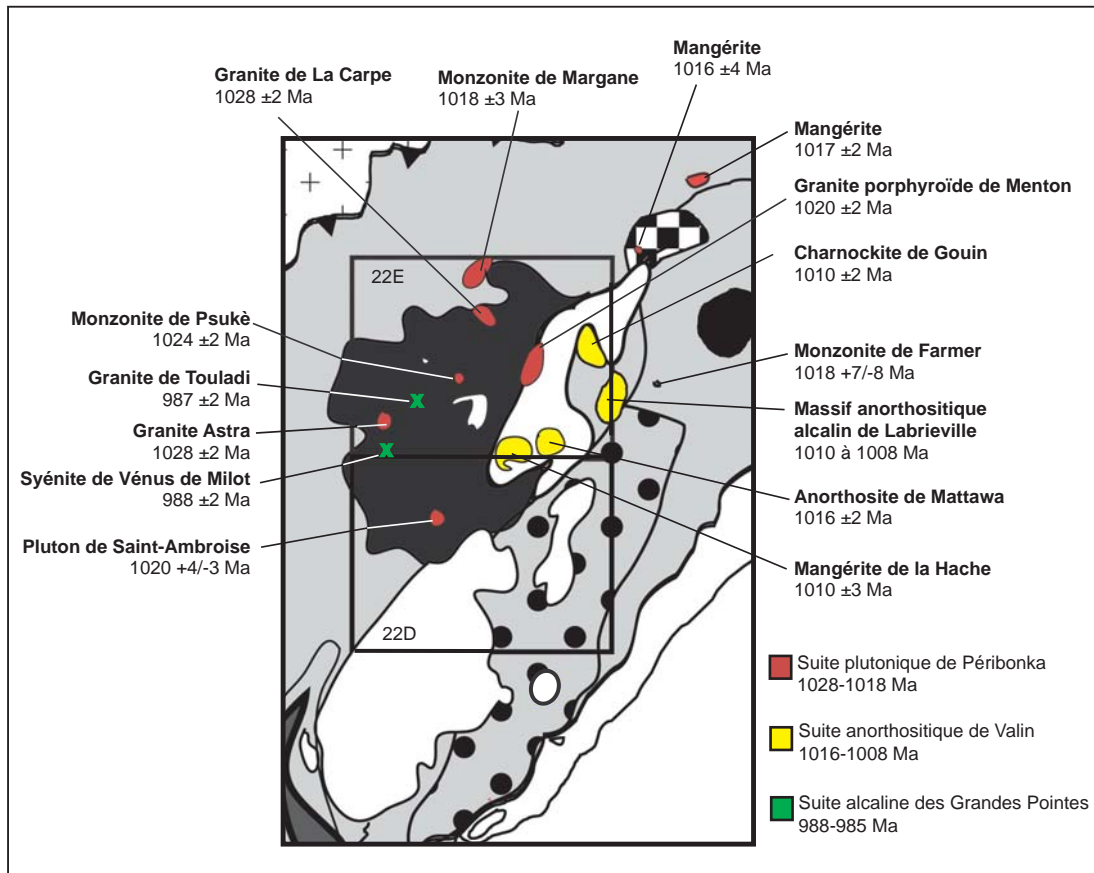 Granite de La Carpe
1028 ±2 Ma
Monzonite de Margane
1018 ±3 Ma
Mangérite
1016 ±4 Ma
Mangérite
1017 ±2 Ma
Granite porphyroïde de Menton
1020 ±2 Ma
Charnockite de Gouin
1010 ±2 Ma
Monzonite de Farmer
1018 +7/-8 Ma
Massif anorthositique
alcalin de Labrieville
1010 à 1008 Ma
Anorthosite de Mattawa
1016 ±2 Ma
Mangérite de la Hache
1010 ±3 Ma
Monzonite de Psukè
1024 ±2 Ma
Granite de Touladi
987 ±2 Ma
Granite Astra
1028 ±2 Ma
Syénite de Vénus de Milot
988 ±2 Ma
Pluton de Saint-Ambroise
1020 +4/-3 Ma
22E
X
X
22D
Suite plutonique de Péribonka
1028-1018 Ma
Suite anorthositique de Valin
1016-1008 Ma
Suite alcaline des Grandes Pointes
988-985 Ma